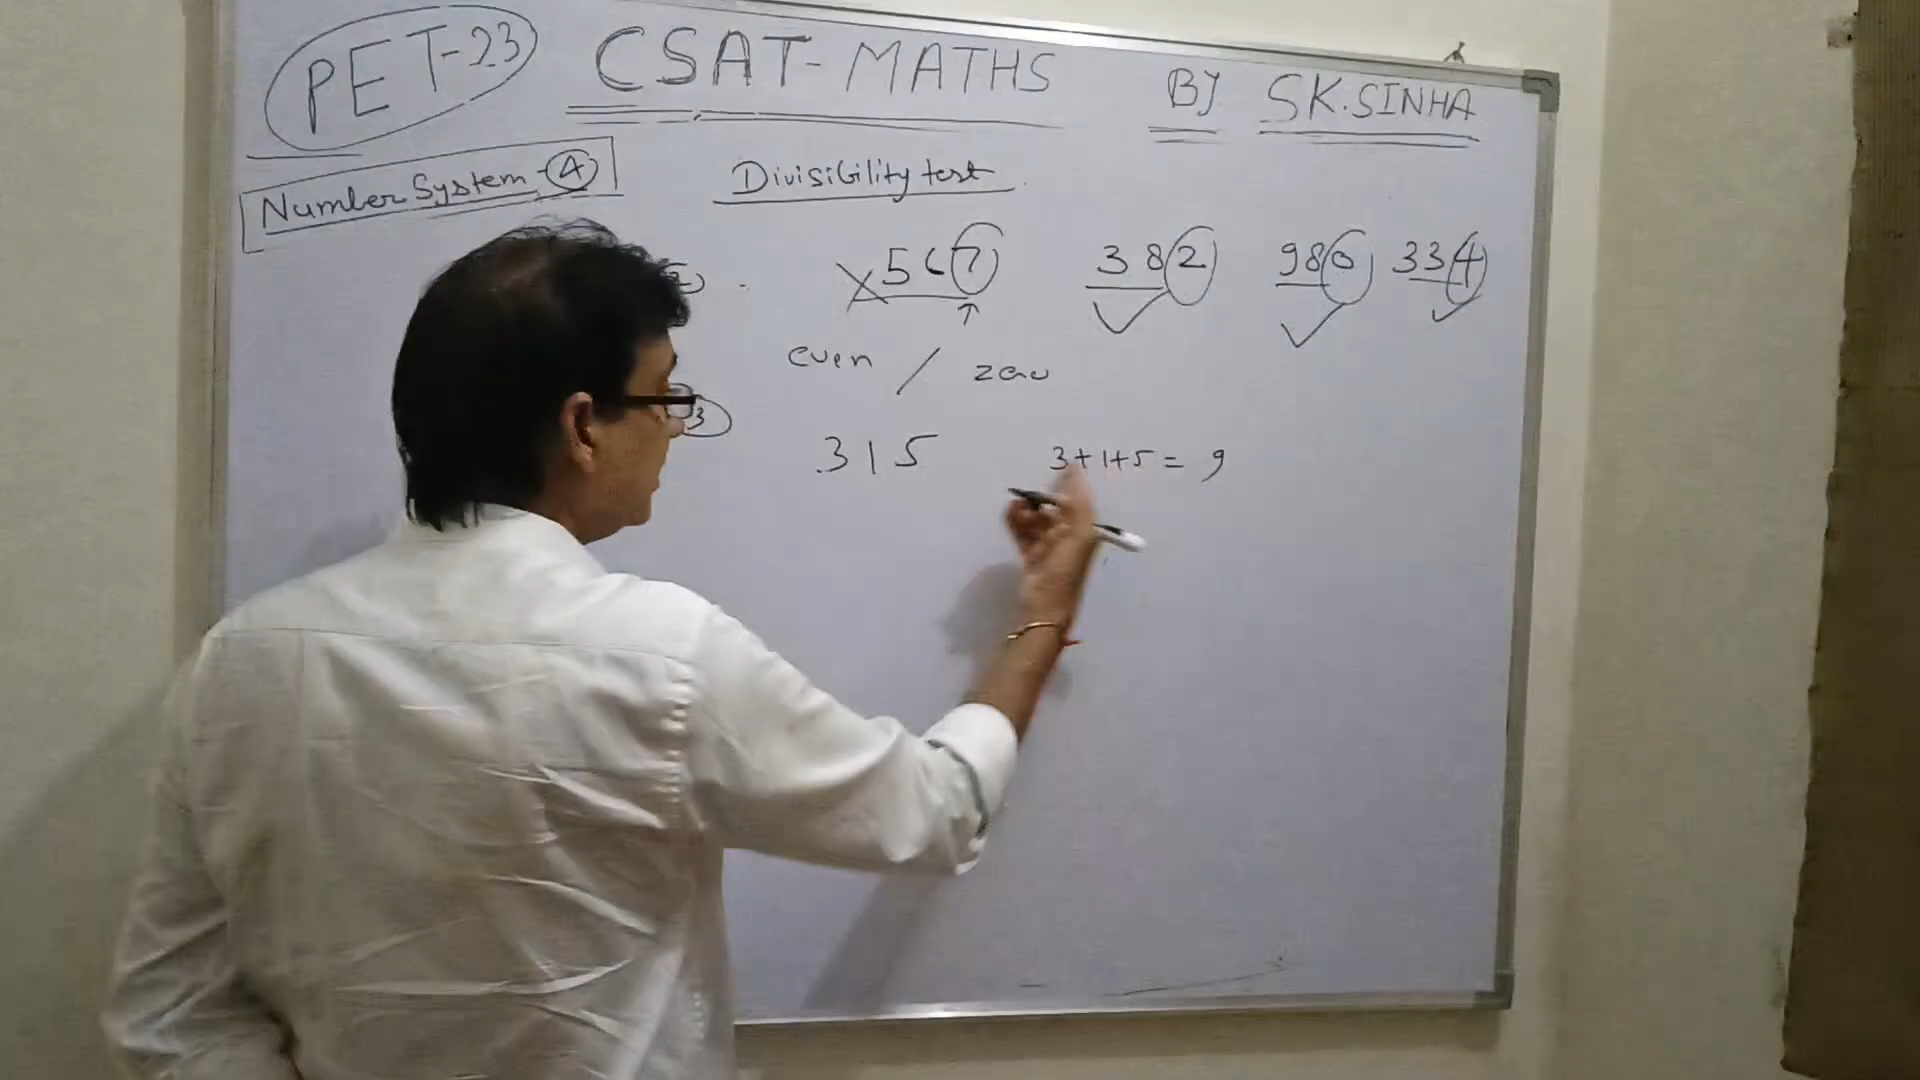 PET-23 CSAT-MATHS BY SK.SINHA
Number System-4 Divisibility test
567 382 980 334
even / zero
3 315 3+1+5= 9